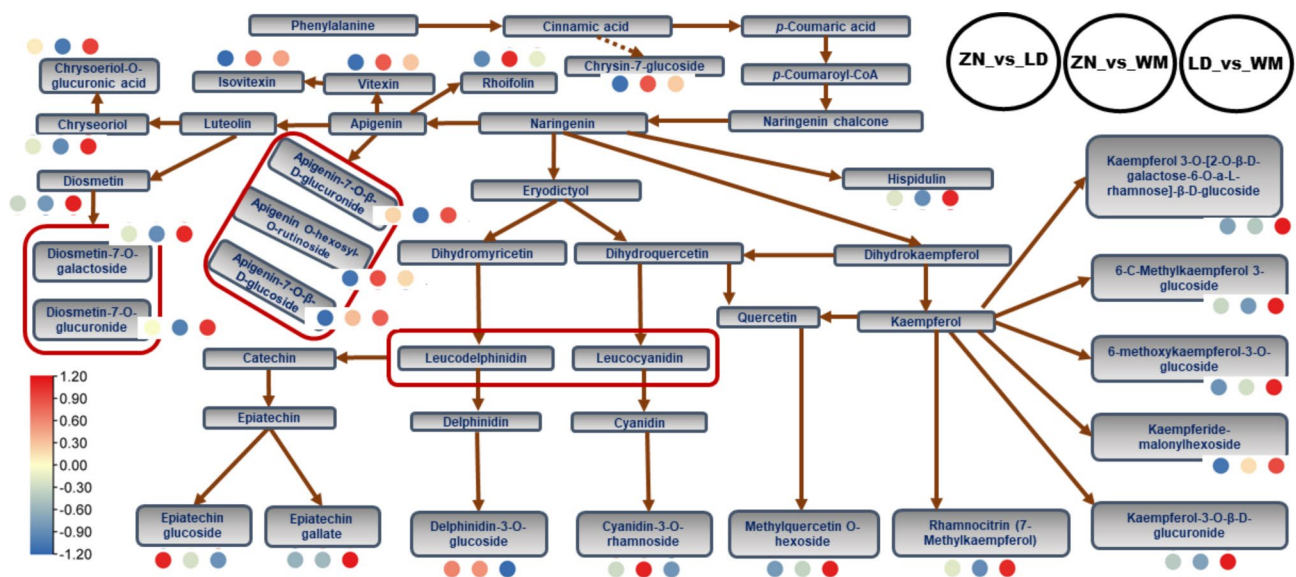 Phenylalanine
Cinnamic acid
p-Coumaric acid
ZN_vs_LD
ZN_vs_WM
LD_vs_WM
Chrysoeriol-O-
glucuronic acid
Isovitexin
Vitexin
Rhoifolin
Chrysin-7-glucoside
p-Coumaroyl-CoA
Chryseoriol
Luteolin
Apigenin
Naringenin
Naringenin chalcone
Diosmetin
Apigenin-7-O-β-
D-glucuronide
Apigenin O-hexosyl-
O-rutinoside
Apigenin-7-O-β-
D-glucoside
Eryodictyol
Hispidulin
Kaempferol 3-O-[2-O-β-D-
galactose-6-O-a-L-
rhamnose]-β-D-glucoside
Diosmetin-7-O-
galactoside
Diosmetin-7-O-
glucuronide
Dihydromyricetin
Dihydroquercetin
Dihydrokaempferol
6-C-Methylkaempferol 3-
glucoside
Quercetin
Kaempferol
6-methoxykaempferol-3-O-
glucoside
Catechin
Leucodelphinidin
Leucocyanidin
1.20
0.90
0.60
0.30
0.00
-0.30
-0.60
-0.90
-1.20
Epiatechin
Delphinidin
Cyanidin
Kaempferide-
malonylhexoside
Epiatechin
glucoside
Epiatechin
gallate
Delphinidin-3-O-
glucoside
Cyanidin-3-O-
rhamnoside
Methylquercetin O-
hexoside
Rhamnocitrin (7-
Methylkaempferol)
Kaempferol-3-O-β-D-
glucuronide